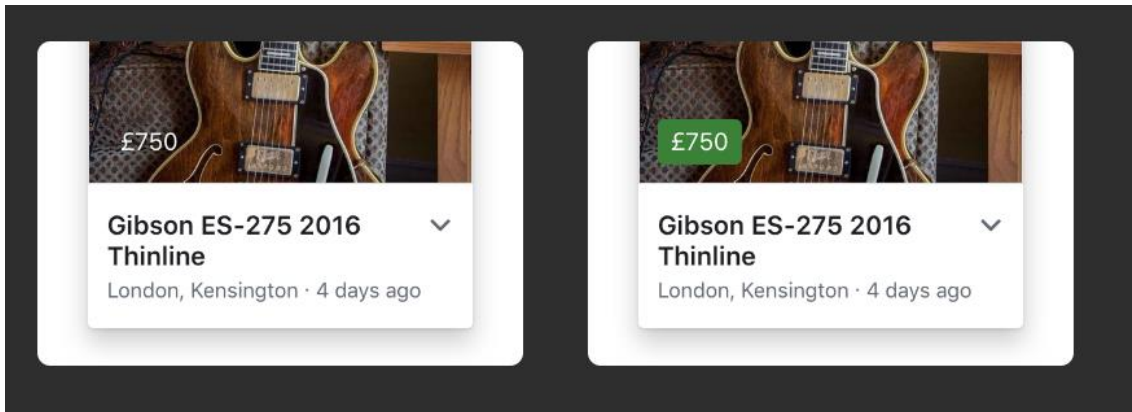 £750
Gibson ES-275 2016
Thinline
London, Kensington · 4 days ago
£750
Gibson ES-275 2016
Thinline
London, Kensington · 4 days ago